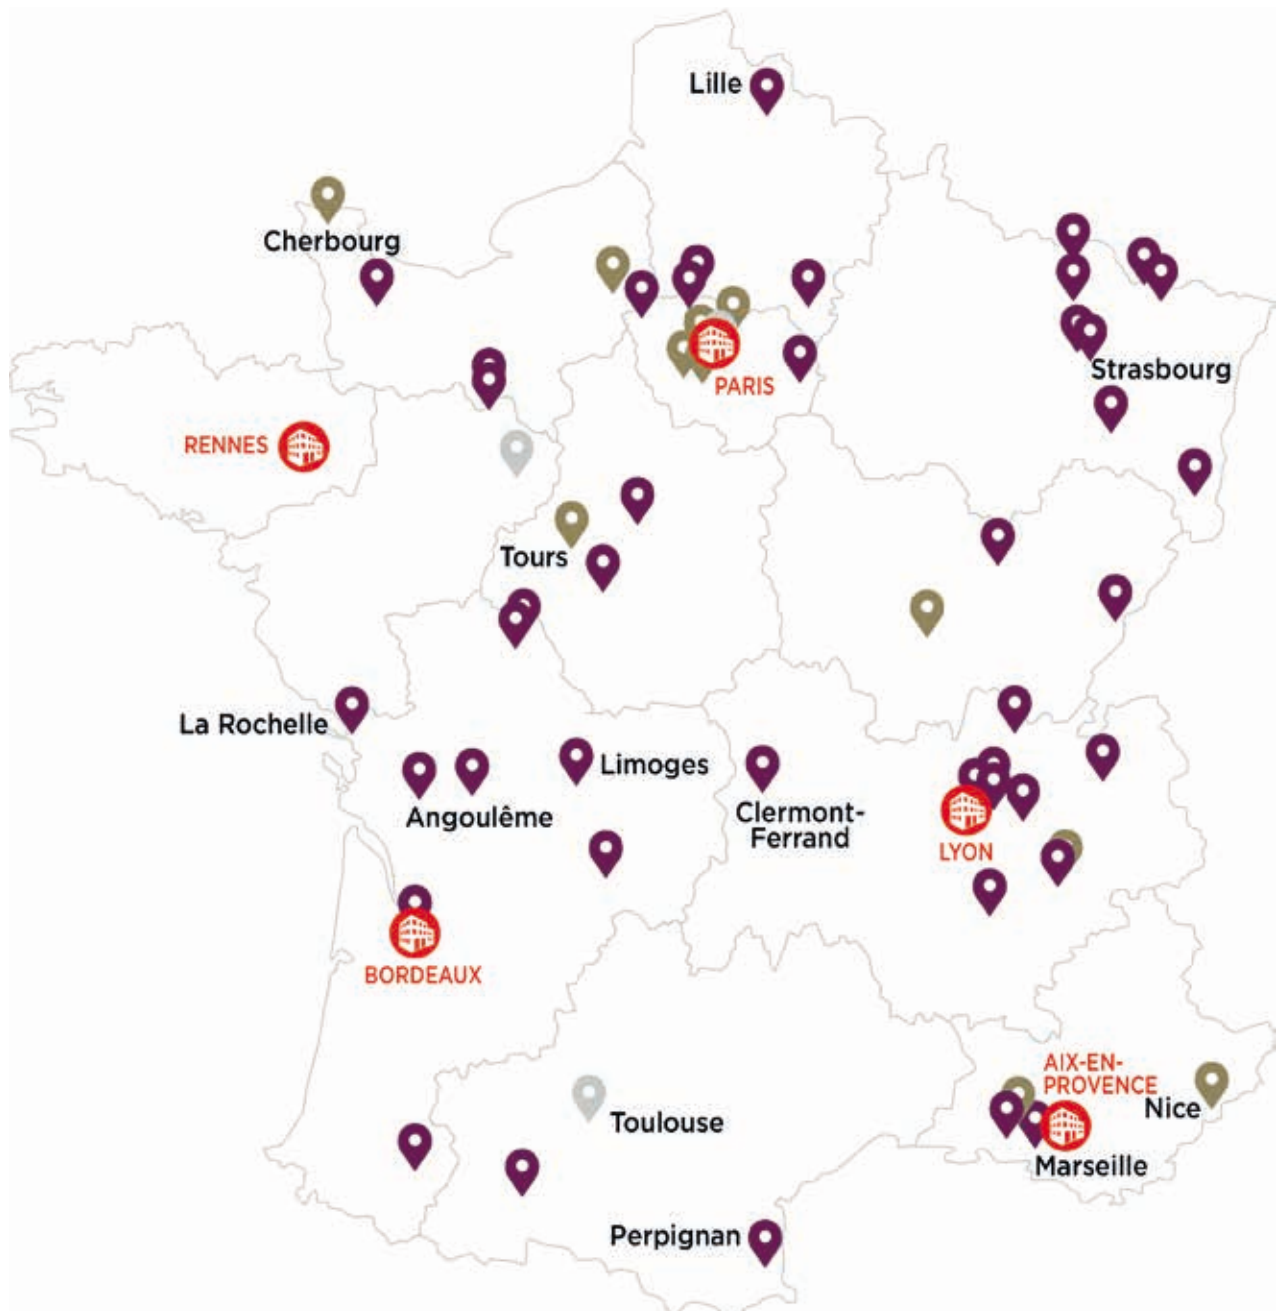 Lille
Cherbourg
PARIS
Strasbourg
RENNES
Tours
La Rochelle
Limoges
Angoulême
Clermont-
Ferrand
LYON
BORDEAUX
AIX-EN-
PROVENCE
Nice
Toulouse
Marseille
Perpignan